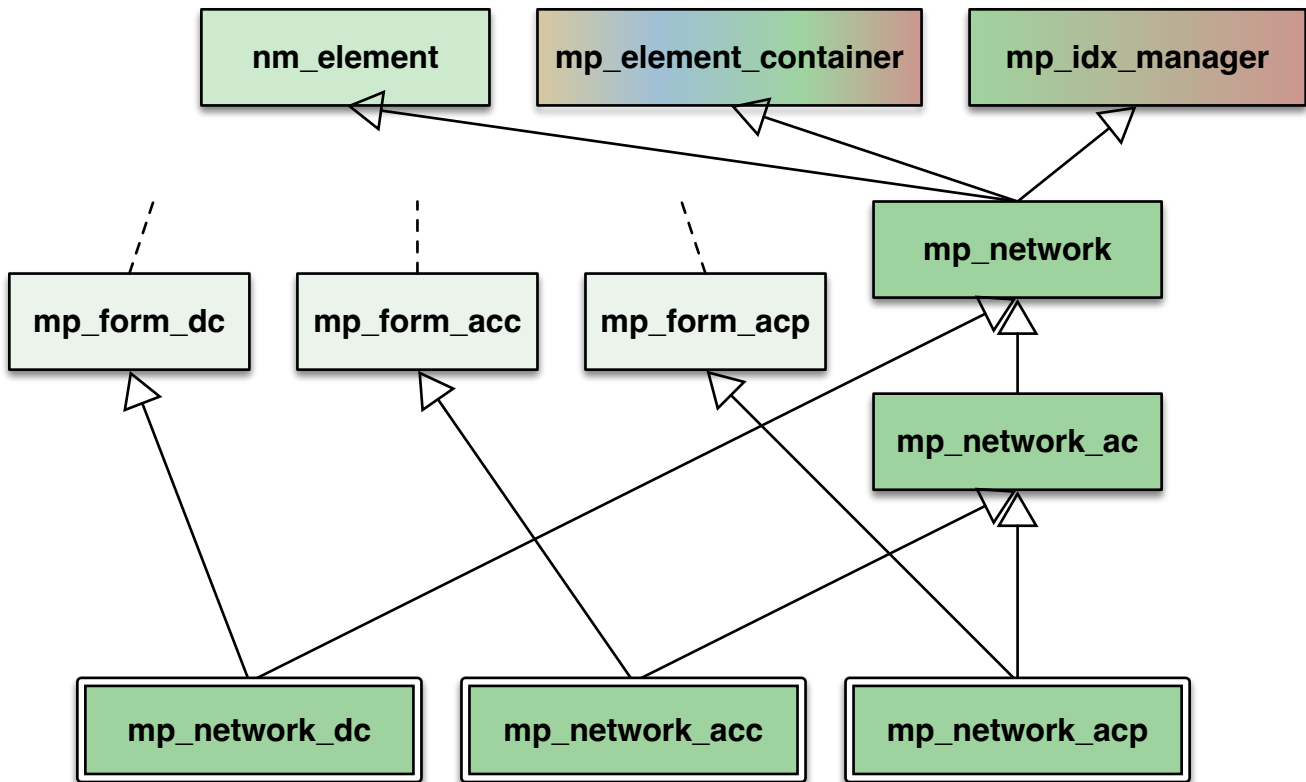 nm_element
mp_element_container
mp_idx_manager
mp_network
mp_form_dc
mp_form_acc
mp_form_acp
mp_network_ac
mp_network_dc
mp_network_acc
mp_network_acp